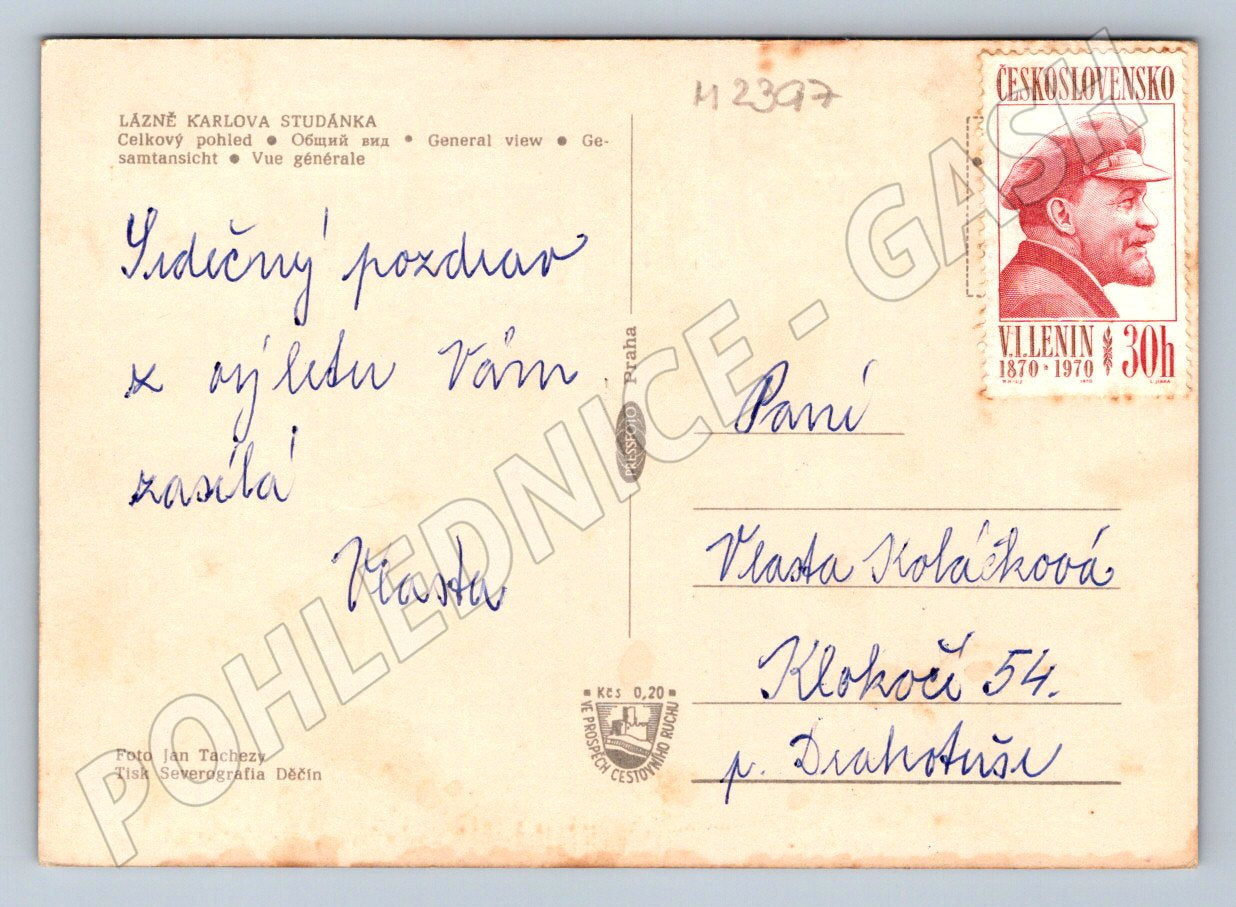 LÁZNĚ KARLOVA STUDÁNKA
Celkový pohled ● Общий вид ● General view ● Ge-
samtansicht ● Vue générale
Srdečný pozdrav
z výletu Vám
zasílá
Vlasta
Foto Jan Tachezy
Tisk Severografia Děčín
PRESSFOTO Praha
Kčs 0,20
VE PROSPĚCH CESTOVNÍHO RUCHU
M 2397
ČESKOSLOVENSKO
V.I.LENIN
1870 • 1970
30h
Paní
Vlasta Koláčková
Klokočí 54.
p. Drahotuše
POHLEDNICE - GASH